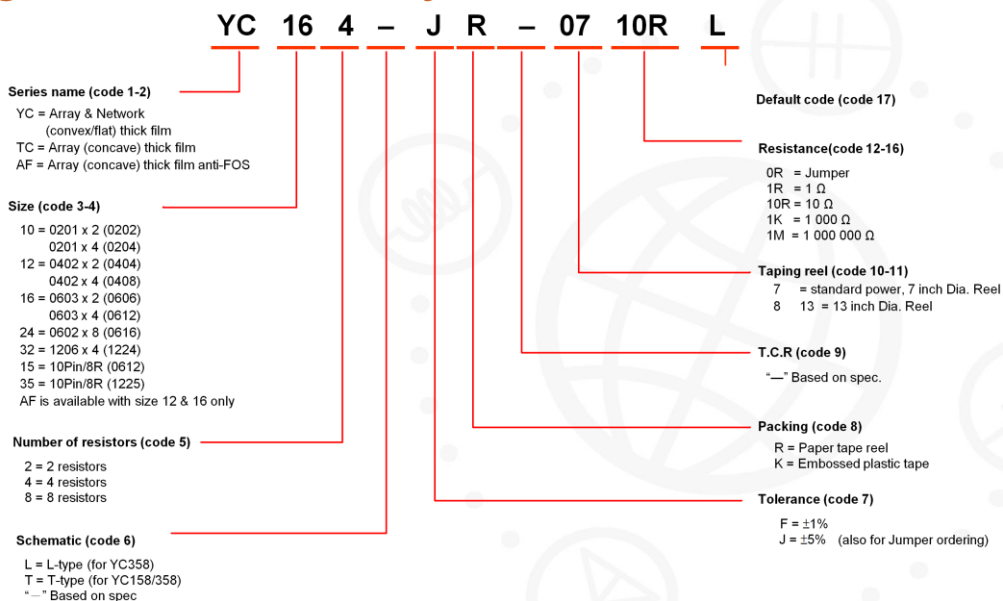 YC 16 4 – J R – 07 10R L
Series name (code 1-2)
YC = Array & Network
(convex/flat) thick film
TC = Array (concave) thick film
AF = Array (concave) thick film anti-FOS
Size (code 3-4)
10 = 0201 x 2 (0202)
0201 x 4 (0204)
12 = 0402 x 2 (0404)
0402 x 4 (0408)
16 = 0603 x 2 (0606)
0603 x 4 (0612)
24 = 0602 x 8 (0616)
32 = 1206 x 4 (1224)
15 = 10Pin/8R (0612)
35 = 10Pin/8R (1225)
AF is available with size 12 & 16 only
Number of resistors (code 5)
2 = 2 resistors
4 = 4 resistors
8 = 8 resistors
Schematic (code 6)
L = L-type (for YC358)
T = T-type (for YC158/358)
“—” Based on spec
Default code (code 17)
Resistance(code 12-16)
0R = Jumper
1R = 1 Ω
10R = 10 Ω
1K = 1 000 Ω
1M = 1 000 000 Ω
Taping reel (code 10-11)
7 = standard power, 7 inch Dia. Reel
8 13 = 13 inch Dia. Reel
T.C.R (code 9)
“—” Based on spec.
Packing (code 8)
R = Paper tape reel
K = Embossed plastic tape
Tolerance (code 7)
F = ±1%
J = ±5% (also for Jumper ordering)